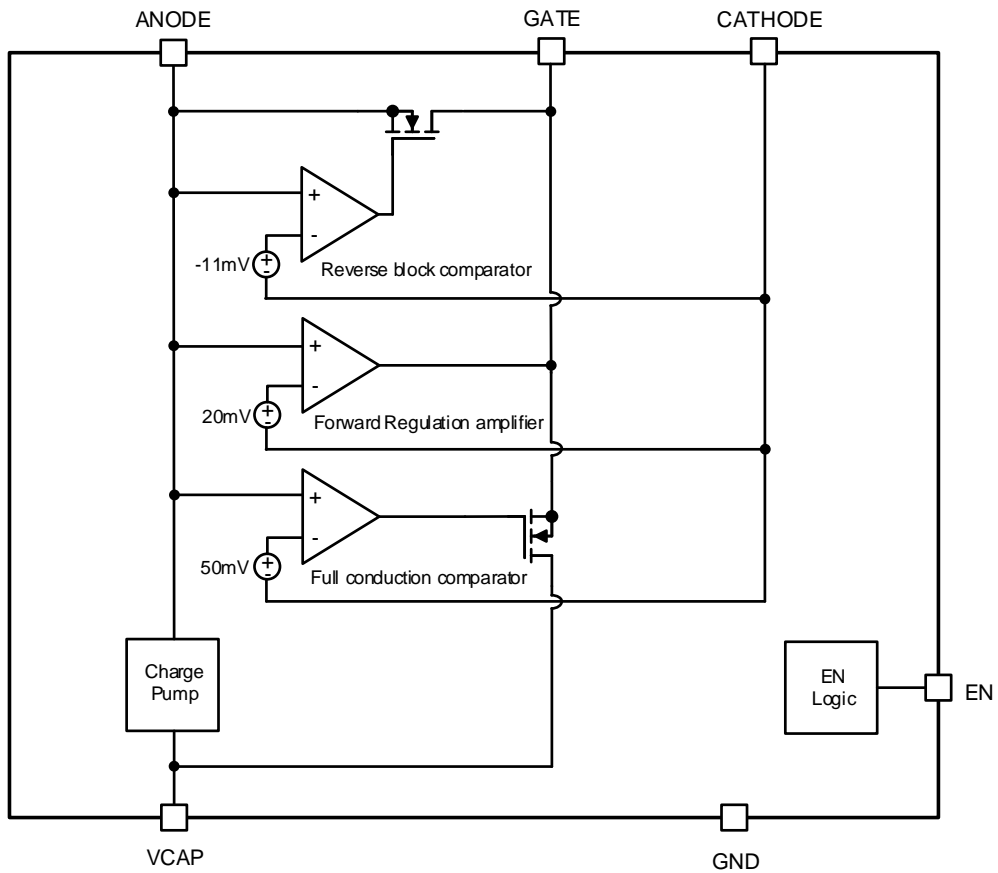 ANODE
GATE
CATHODE
+
-
-11mV
+
-
Reverse block comparator
+
-
20mV
+
-
Forward Regulation amplifier
+
-
50mV
+
-
Full conduction comparator
Charge
Pump
EN
Logic
EN
VCAP
GND